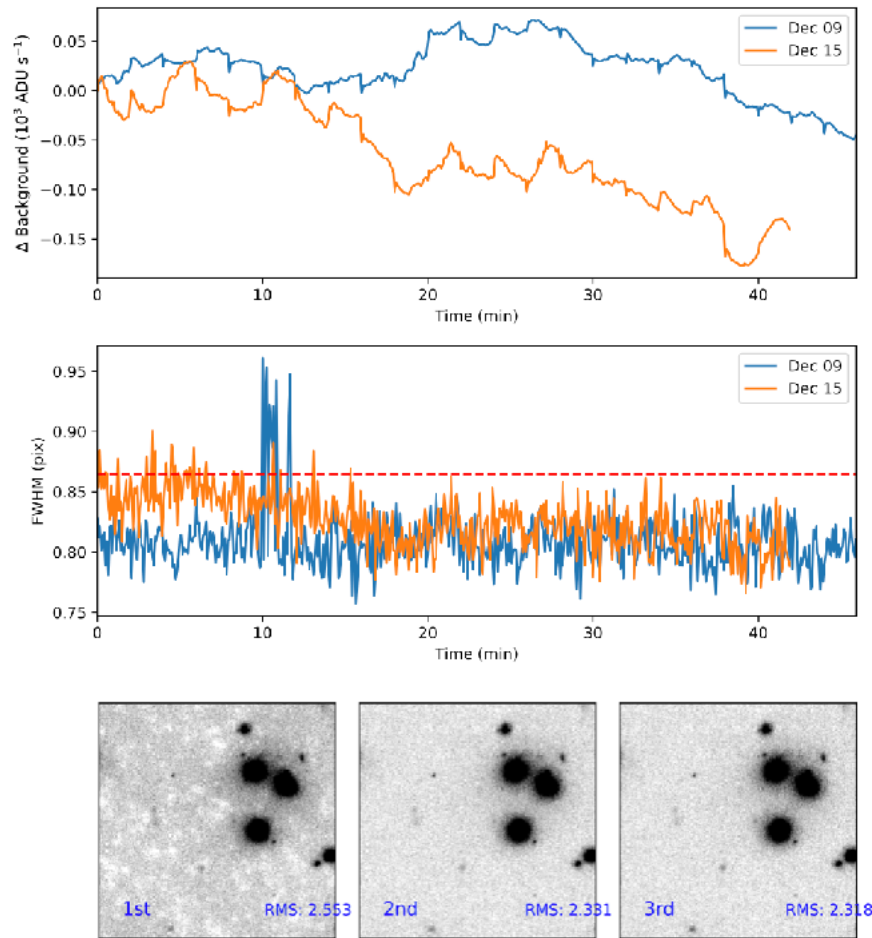 Δ Background (10³ ADU s⁻¹)
0.05
0.00
−0.05
−0.10
−0.15
Dec 09
Dec 15
0 10 20 30 40
Time (min)
FWHM (pix)
0.95
0.90
0.85
0.80
0.75
Dec 09
Dec 15
0 10 20 30 40
Time (min)
1st RMS: 2.553 2nd RMS: 2.331 3rd RMS: 2.318